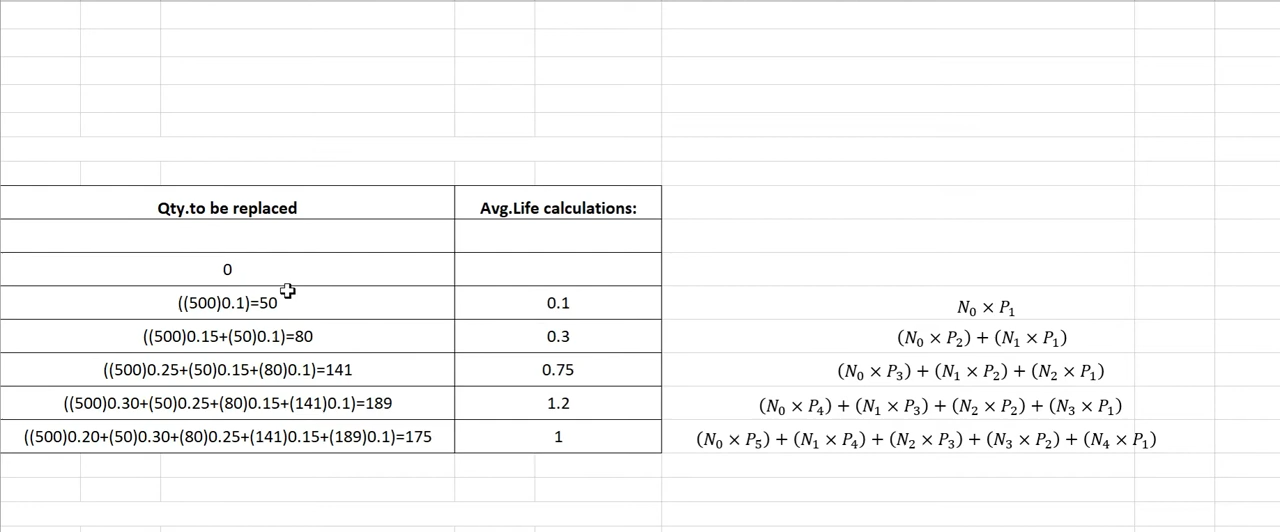 Qty.to be replaced Avg.Life calculations:
0
((500)0.1)=50 0.1 N₀ × P₁
((500)0.15+(50)0.1)=80 0.3 (N₀ × P₂) + (N₁ × P₁)
((500)0.25+(50)0.15+(80)0.1)=141 0.75 (N₀ × P₃) + (N₁ × P₂) + (N₂ × P₁)
((500)0.30+(50)0.25+(80)0.15+(141)0.1)=189 1.2 (N₀ × P₄) + (N₁ × P₃) + (N₂ × P₂) + (N₃ × P₁)
((500)0.20+(50)0.30+(80)0.25+(141)0.15+(189)0.1)=175 1 (N₀ × P₅) + (N₁ × P₄) + (N₂ × P₃) + (N₃ × P₂) + (N₄ × P₁)